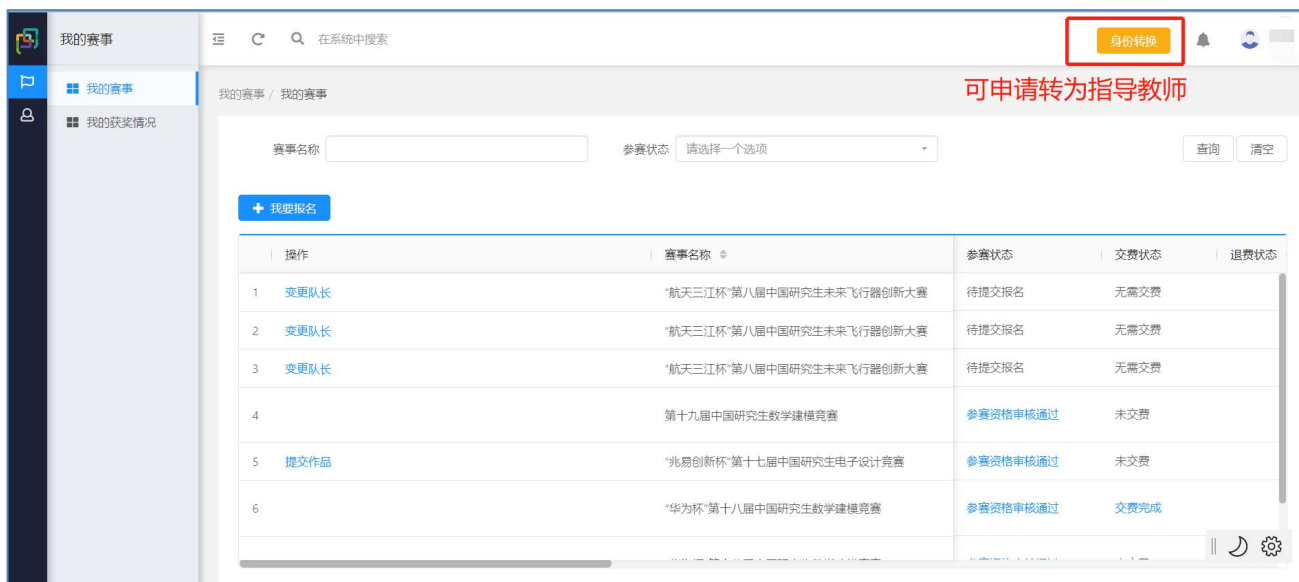 我的赛事
在系统中搜索
身份转换
可申请转为指导教师
我的赛事
我的获奖情况
我的赛事 / 我的赛事
赛事名称
参赛状态 请选择一个选项
查询 清空
+ 我要报名
操作 赛事名称 参赛状态 交费状态 退费状态
1 变更队长 “航天三江杯”第八届中国研究生未来飞行器创新大赛 待提交报名 无需交费
2 变更队长 “航天三江杯”第八届中国研究生未来飞行器创新大赛 待提交报名 无需交费
3 变更队长 “航天三江杯”第八届中国研究生未来飞行器创新大赛 待提交报名 无需交费
4 第十九届中国研究生数学建模竞赛 参赛资格审核通过 未交费
5 提交作品 “兆易创新杯”第十七届中国研究生电子设计竞赛 参赛资格审核通过 未交费
6 “华为杯”第十八届中国研究生数学建模竞赛 参赛资格审核通过 交费完成